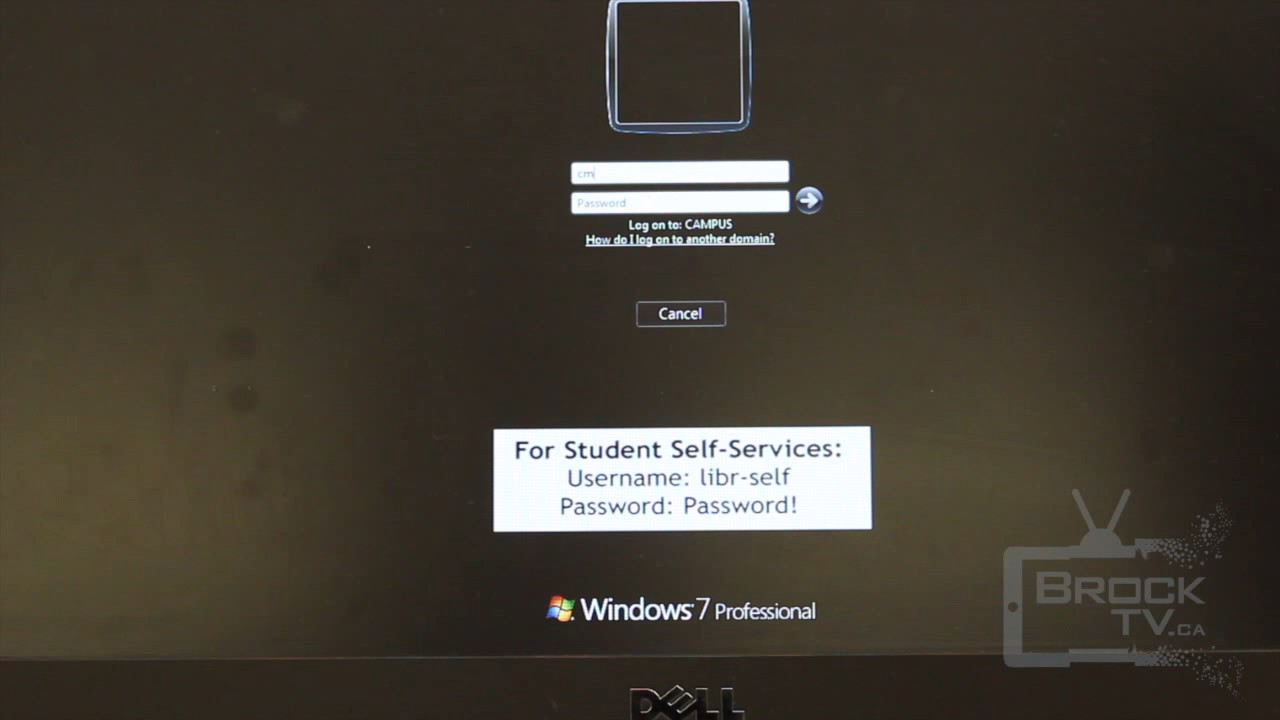 cm
Password
Log on to: CAMPUS
How do I log on to another domain?
Cancel
For Student Self-Services:
Username: libr-self
Password: Password!
Windows 7 Professional
BROCK
TV.CA
DELL